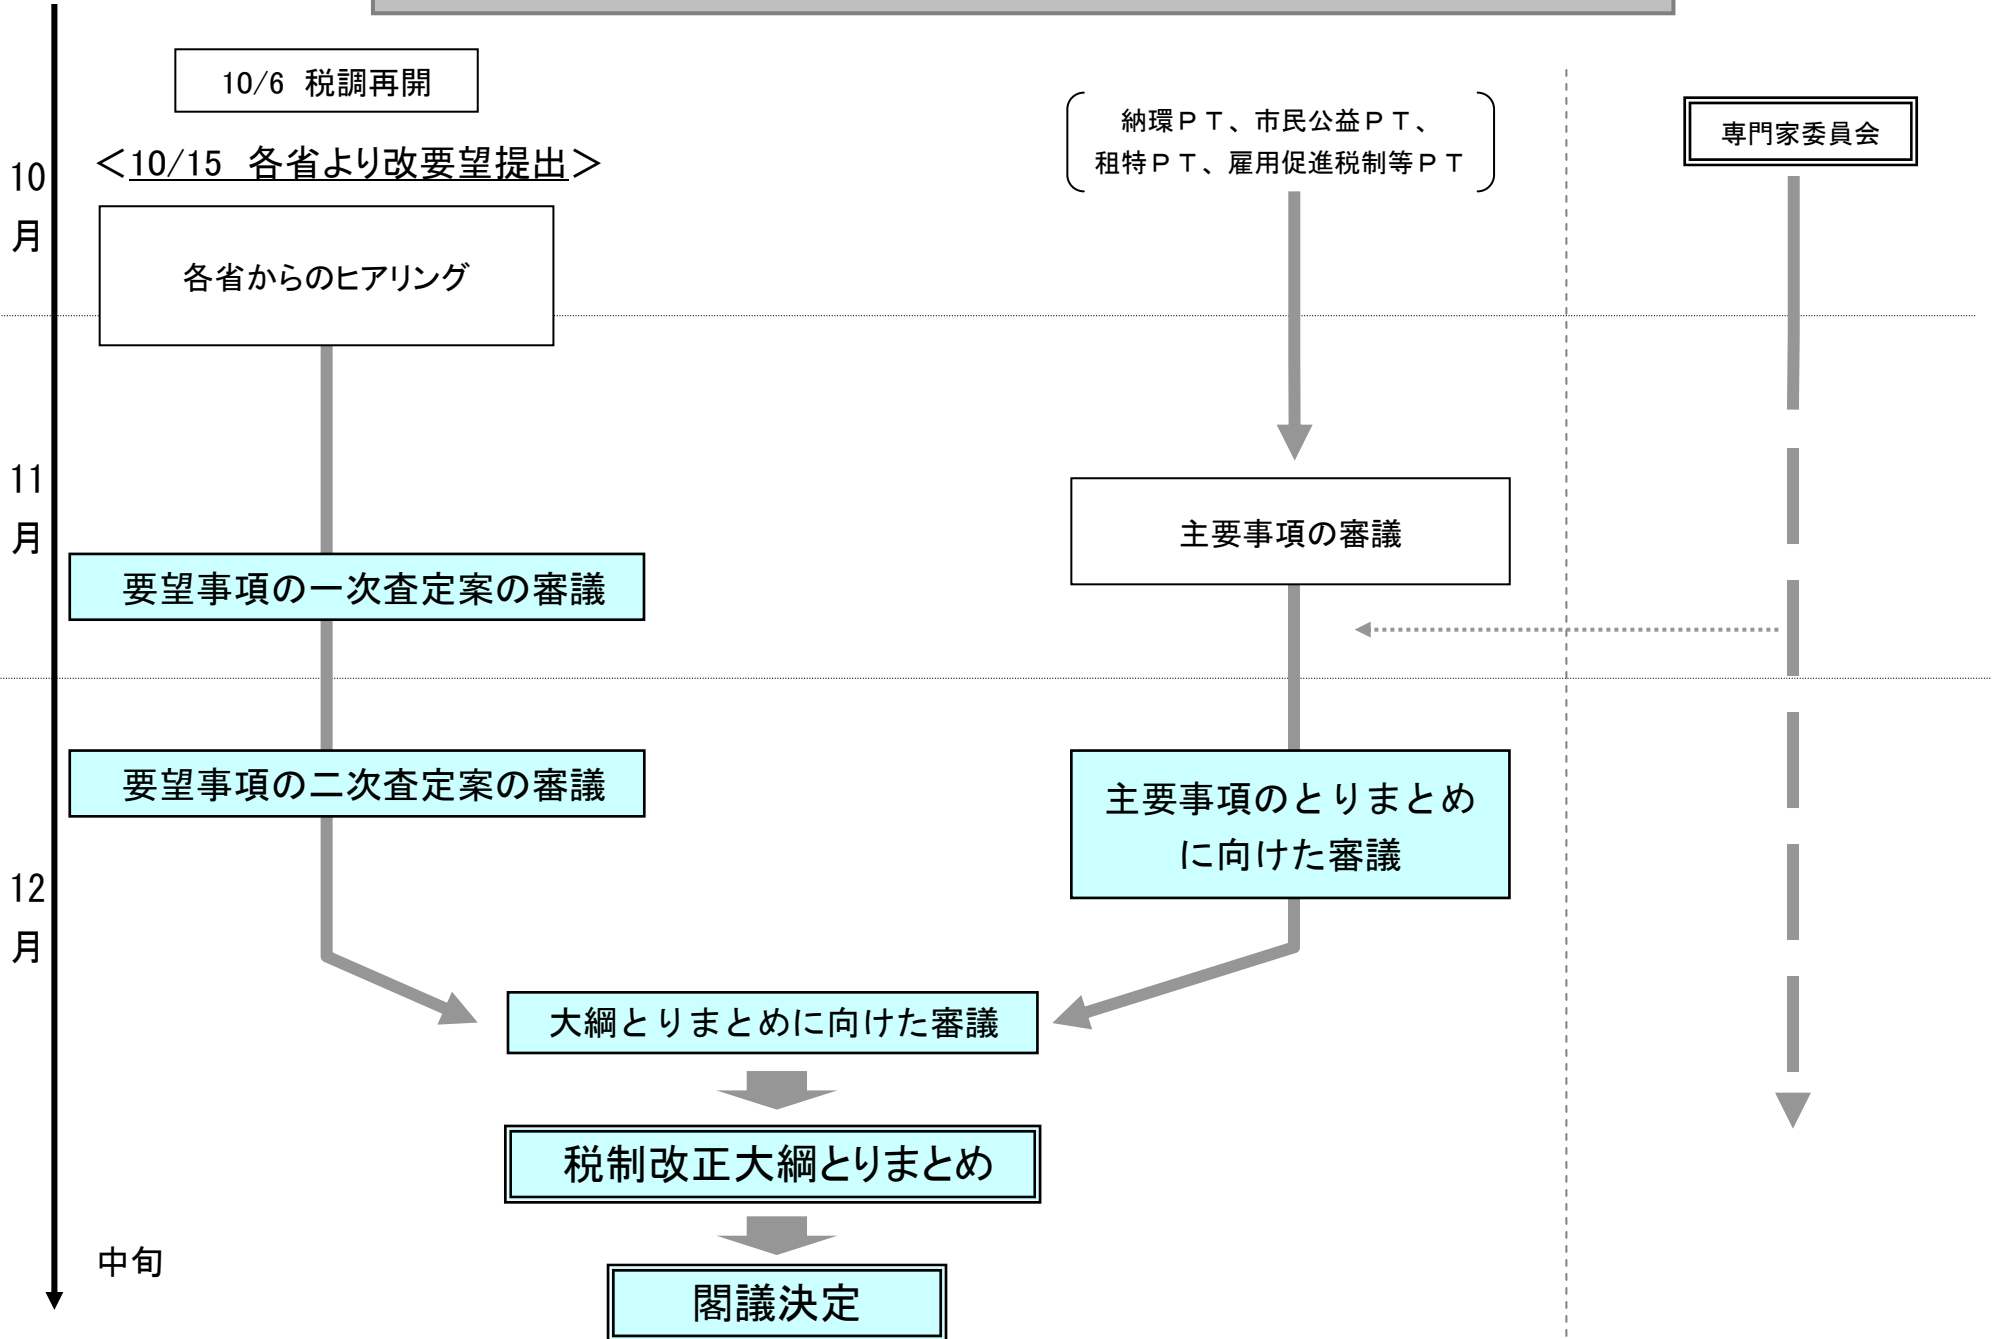 10/6 税調再開
＜10/15 各省より改要望提出＞
10
月
各省からのヒアリング
納環ＰＴ、市民公益ＰＴ、
租特ＰＴ、雇用促進税制等ＰＴ
専門家委員会
11
月
主要事項の審議
要望事項の一次査定案の審議
要望事項の二次査定案の審議
主要事項のとりまとめ
に向けた審議
12
月
大綱とりまとめに向けた審議
税制改正大綱とりまとめ
中旬
閣議決定